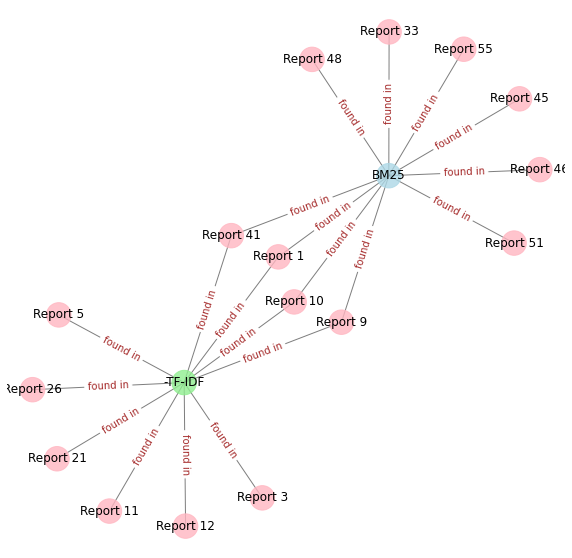 Report 33
Report 55
Report 48
found in
Report 45
found in
found in
found in
found in
Report 46
found in
BM25
found in
found in
found in
Report 41
found in
Report 51
found in
Report 1
Report 10
found in
Report 5
found in
Report 9
found in
found in
found in
-TF-IDF
found in
Report 26
found in
found in
found in
found in
Report 21
Report 3
Report 11
Report 12